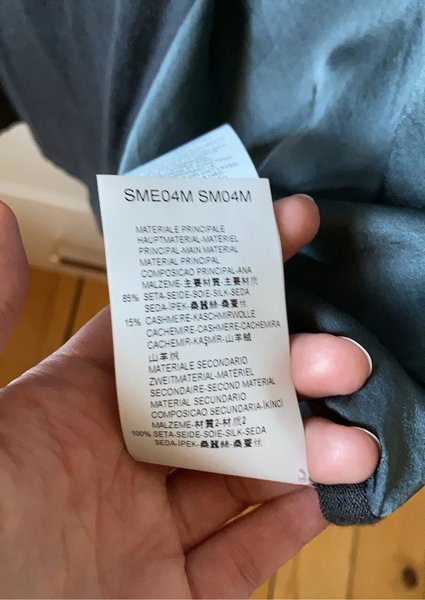 SME04M SM04M
MATERIALE PRINCIPALE
HAUPTMATERIAL-MATÉRIEL
PRINCIPAL-MAIN MATERIAL
MATERIAL PRINCIPAL
COMPOSICAO PRINCIPAL-ANA
MALZEME-主要材質-主要材质
85% SETA-SEIDE-SOIE-SILK-SEDA
SEDA-İPEK-桑蠶絲-桑蚕丝
15% CASHMERE-KASCHMIRWOLLE
CACHEMIRE-CASHMERE-CACHEMIRA
CACHEMIR-KAŞMIR-山羊絨
山羊绒
MATERIALE SECONDARIO
ZWEITMATERIAL-MATÉRIEL
SECONDAIRE-SECOND MATERIAL
MATERIAL SECUNDARIO
COMPOSICAO SECUNDARIA-İKİNCİ
MALZEME-材質2-材质2
100% SETA-SEIDE-SOIE-SILK-SEDA
SEDA-İPEK-桑蠶絲-桑蚕丝